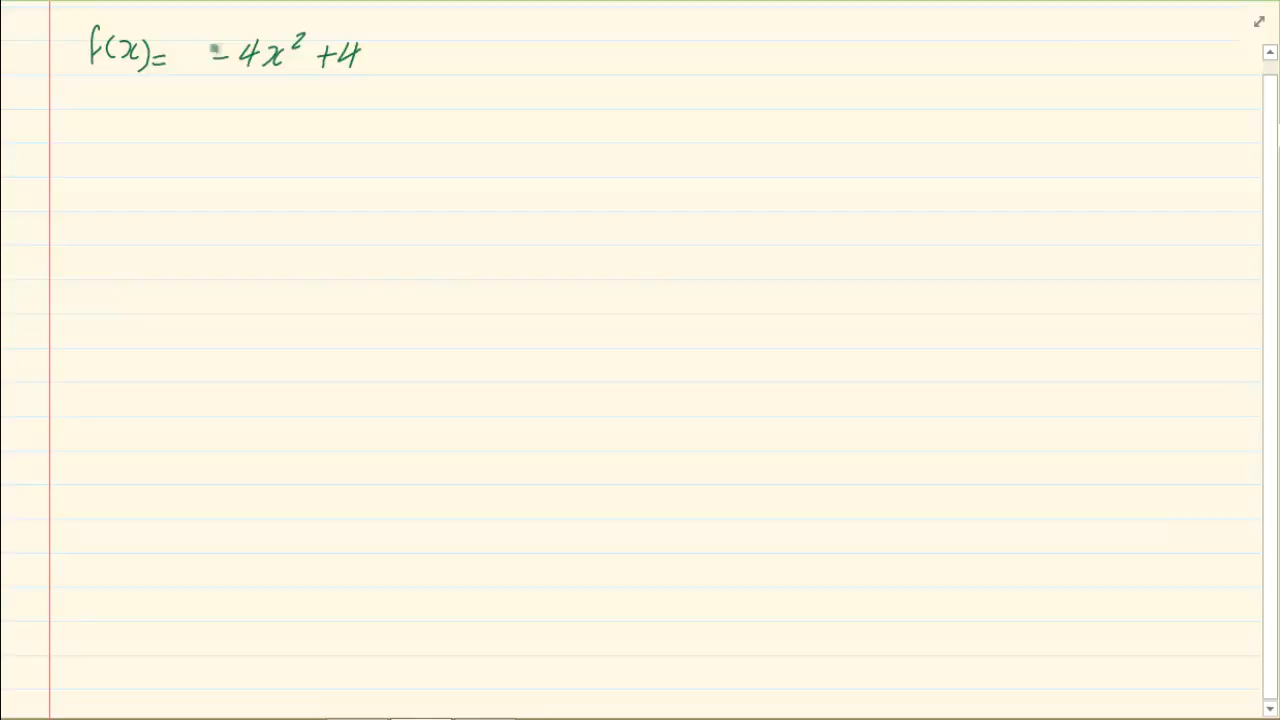 f(x)= -4x² +4